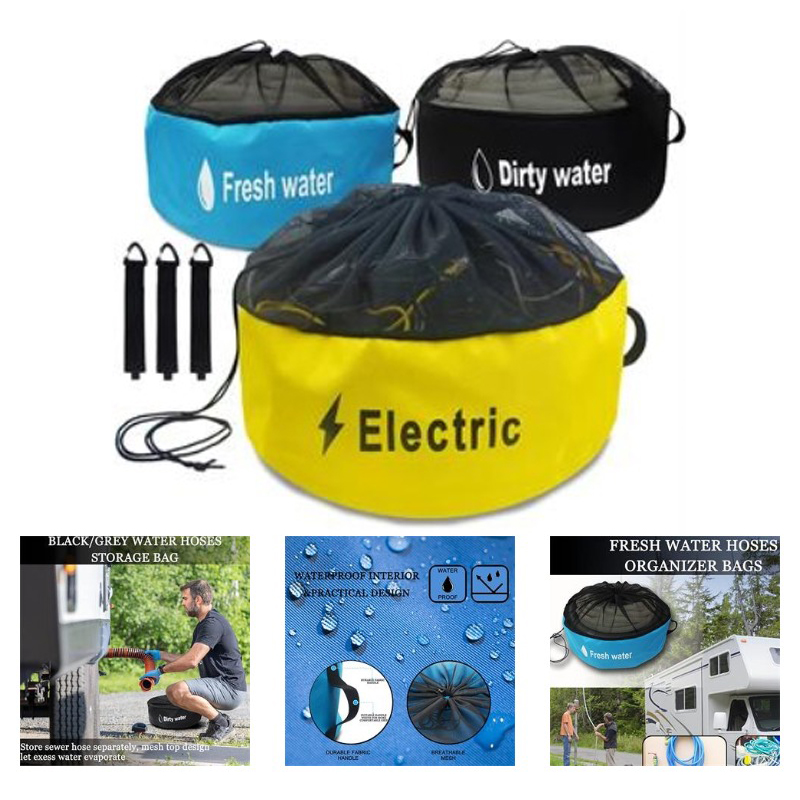 Fresh water
Dirty water
Electric
BLACK/GREY WATER HOSES
STORAGE BAG
Dirty water
Store sewer hose separately, mesh top design
let exess water evaporate
WATERPROOF INTERIOR
&PRACTICAL DESIGN
WATER
PROOF
DURABLE FABRIC
HANDLE
BREATHABLE
MESH
FRESH WATER HOSES
ORGANIZER BAGS
Fresh water